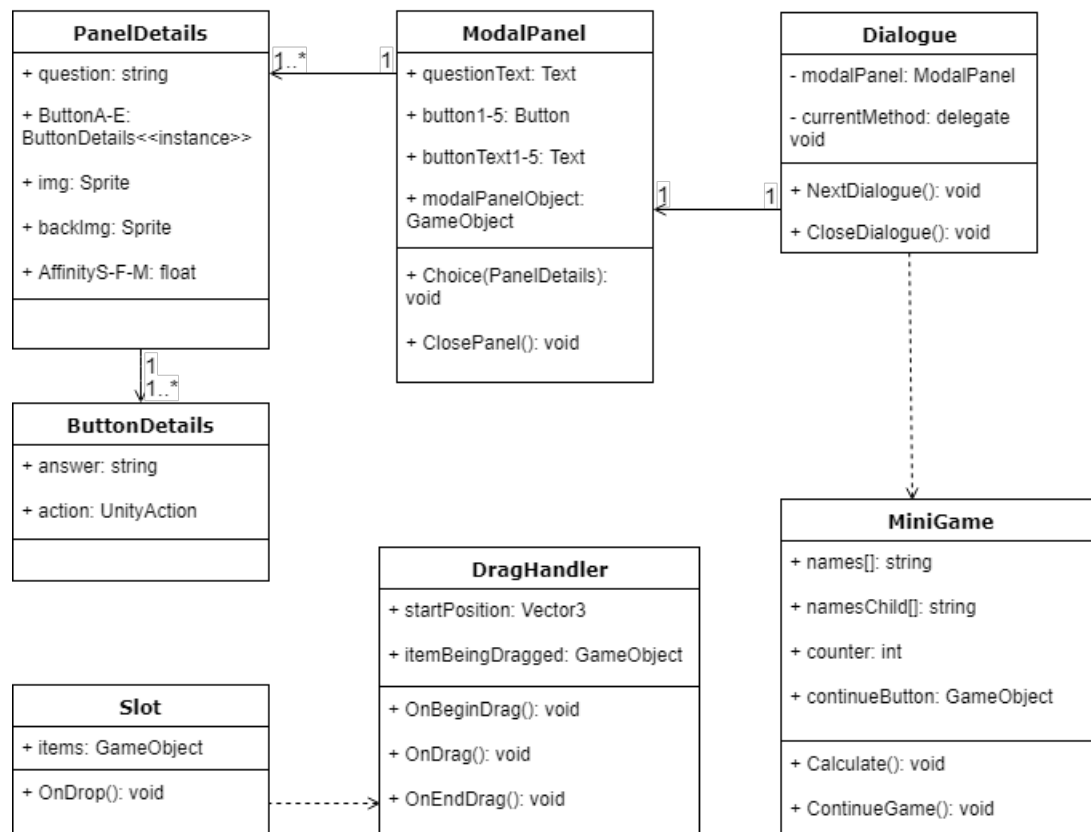 PanelDetails
+ question: string
+ ButtonA-E:
ButtonDetails<<instance>>
+ img: Sprite
+ backImg: Sprite
+ AffinityS-F-M: float
1..*
1
ModalPanel
+ questionText: Text
+ button1-5: Button
+ buttonText1-5: Text
+ modalPanelObject:
GameObject
+ Choice(PanelDetails):
void
+ ClosePanel(): void
1
1
Dialogue
- modalPanel: ModalPanel
- currentMethod: delegate
void
+ NextDialogue(): void
+ CloseDialogue(): void
1
1..*
ButtonDetails
+ answer: string
+ action: UnityAction
MiniGame
+ names[]: string
+ namesChild[]: string
+ counter: int
+ continueButton: GameObject
+ Calculate(): void
+ ContinueGame(): void
DragHandler
+ startPosition: Vector3
+ itemBeingDragged: GameObject
+ OnBeginDrag(): void
+ OnDrag(): void
+ OnEndDrag(): void
Slot
+ items: GameObject
+ OnDrop(): void